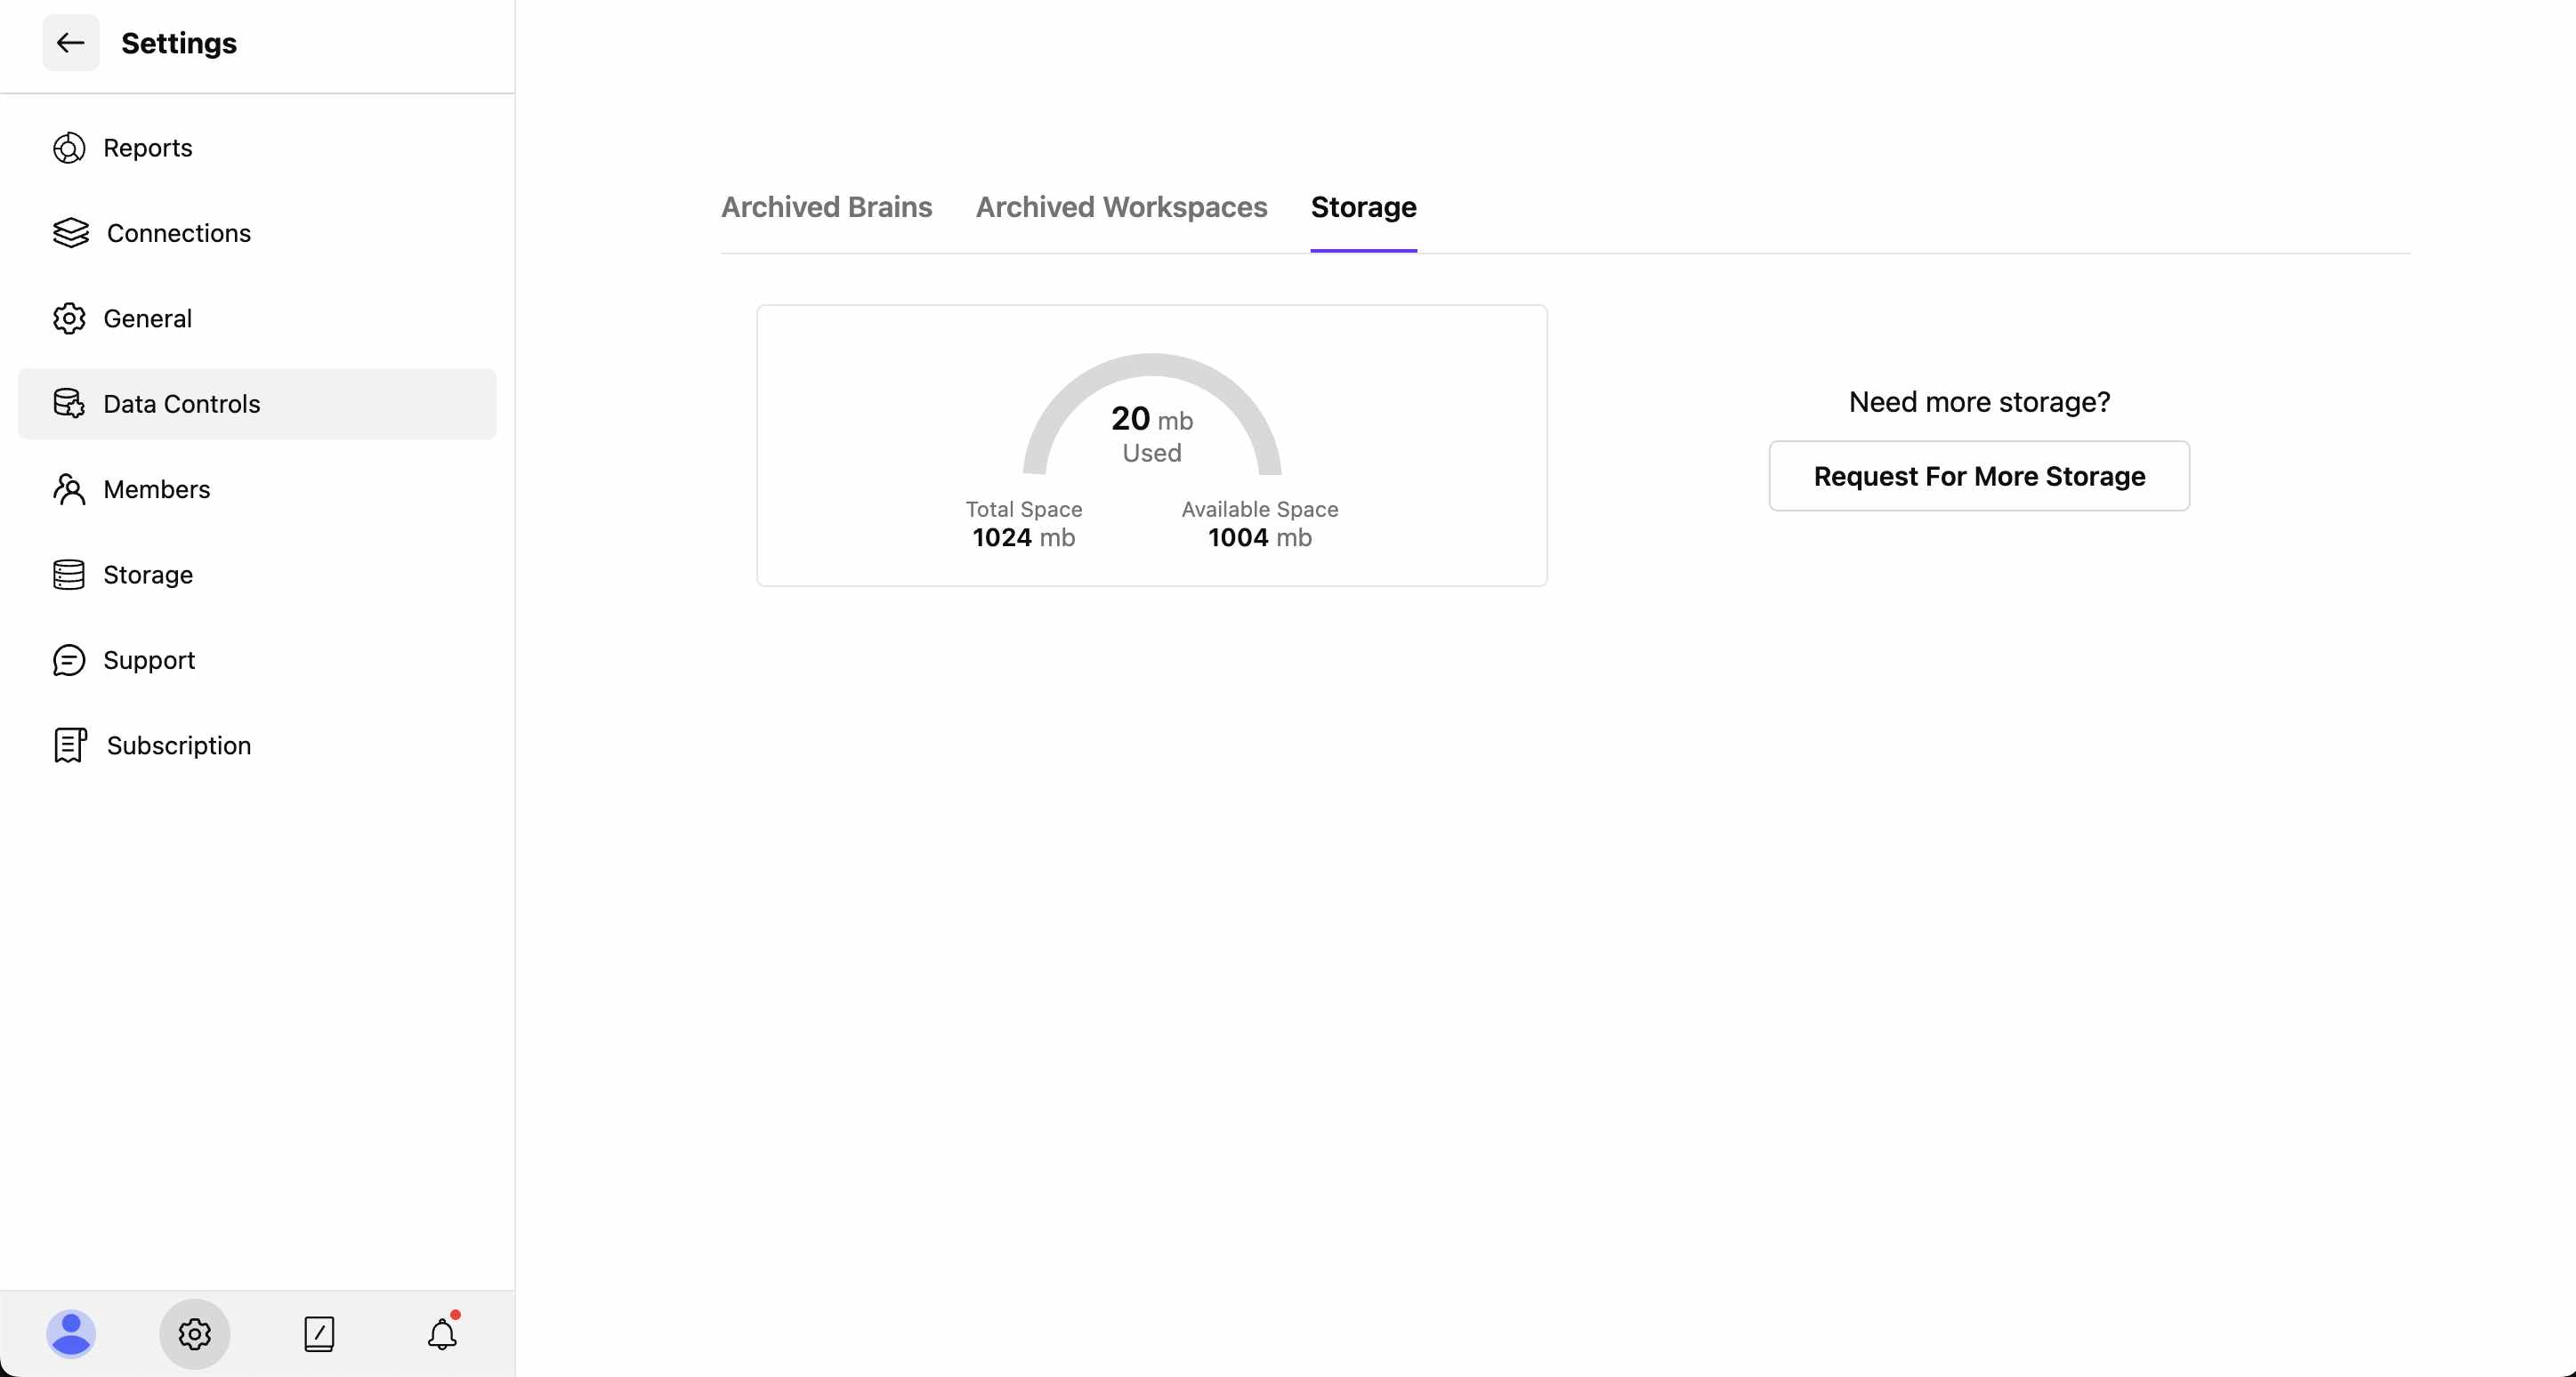 Settings
Reports
Connections
General
Data Controls
Members
Storage
Support
Subscription
Archived Brains Archived Workspaces Storage
20 mb
Used
Total Space Available Space
1024 mb 1004 mb
Need more storage?
Request For More Storage